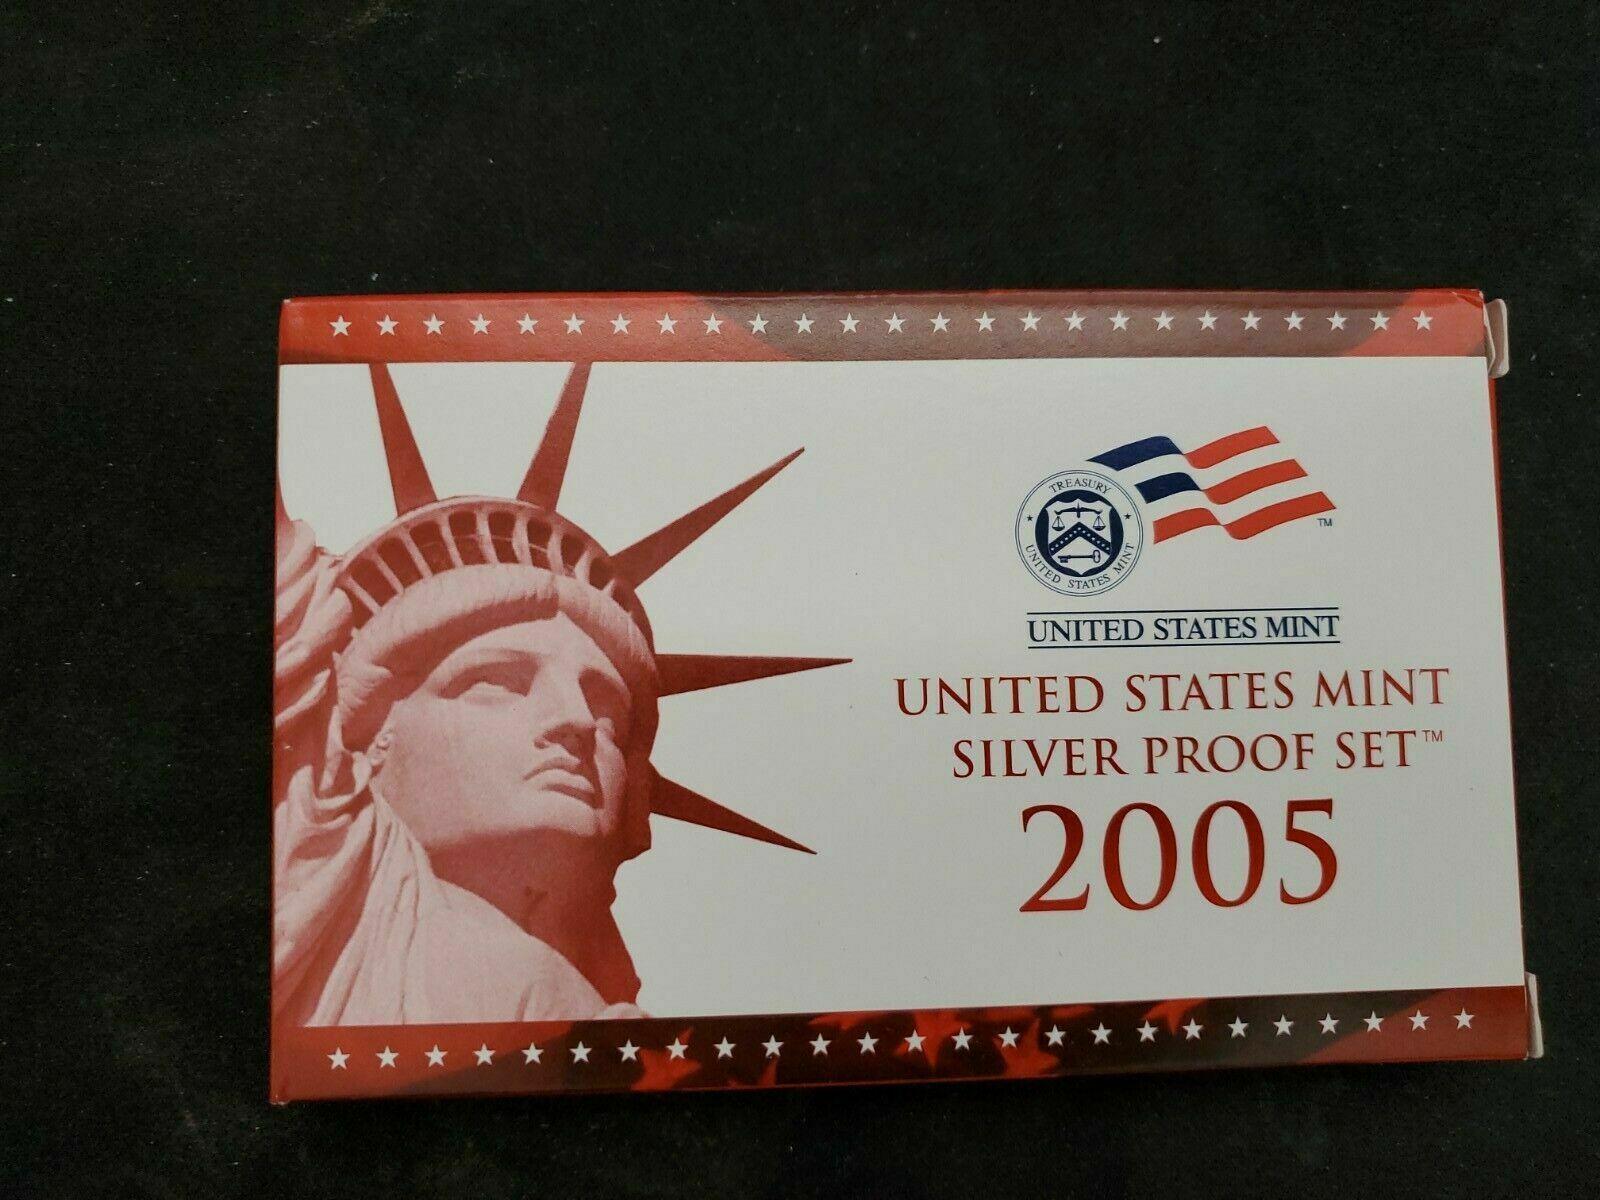 TREASURY
UNITED STATES MINT
TM
UNITED STATES MINT
UNITED STATES MINT
SILVER PROOF SET™
2005